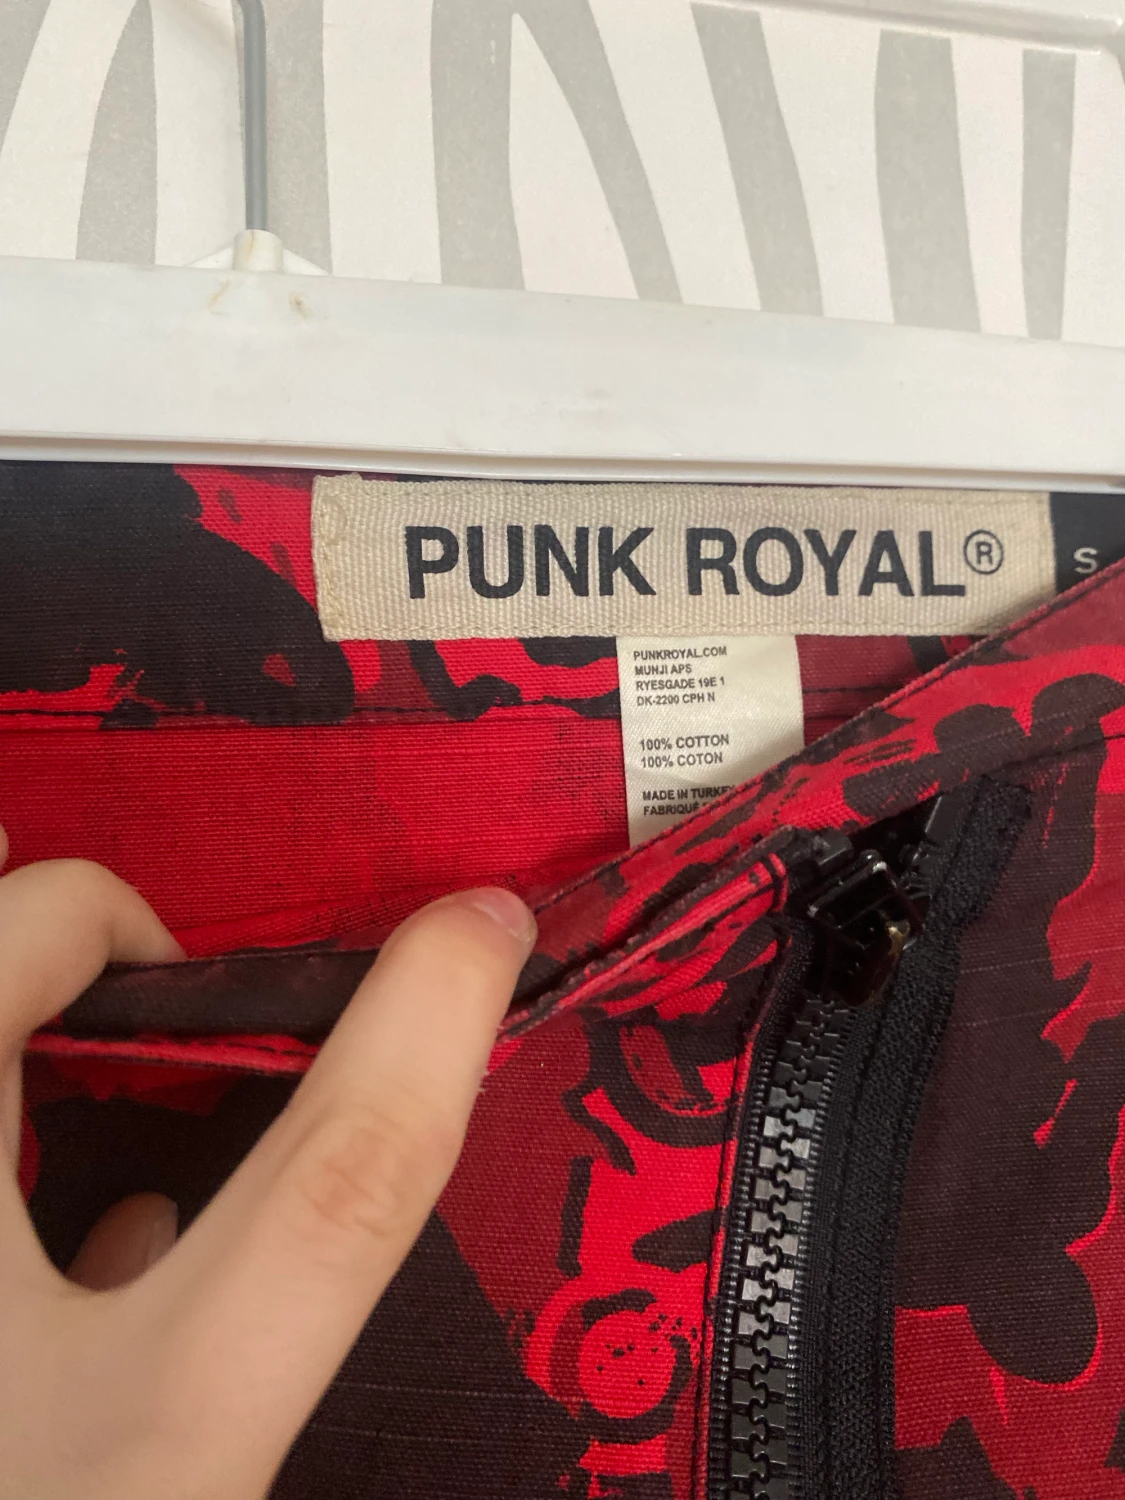 PUNK ROYAL®
S
PUNKROYAL.COM
MUNJI APS
RYESGADE 19E 1
DK-2200 CPH N
100% COTTON
100% COTON
MADE IN TURKEY
FABRIQUÉ